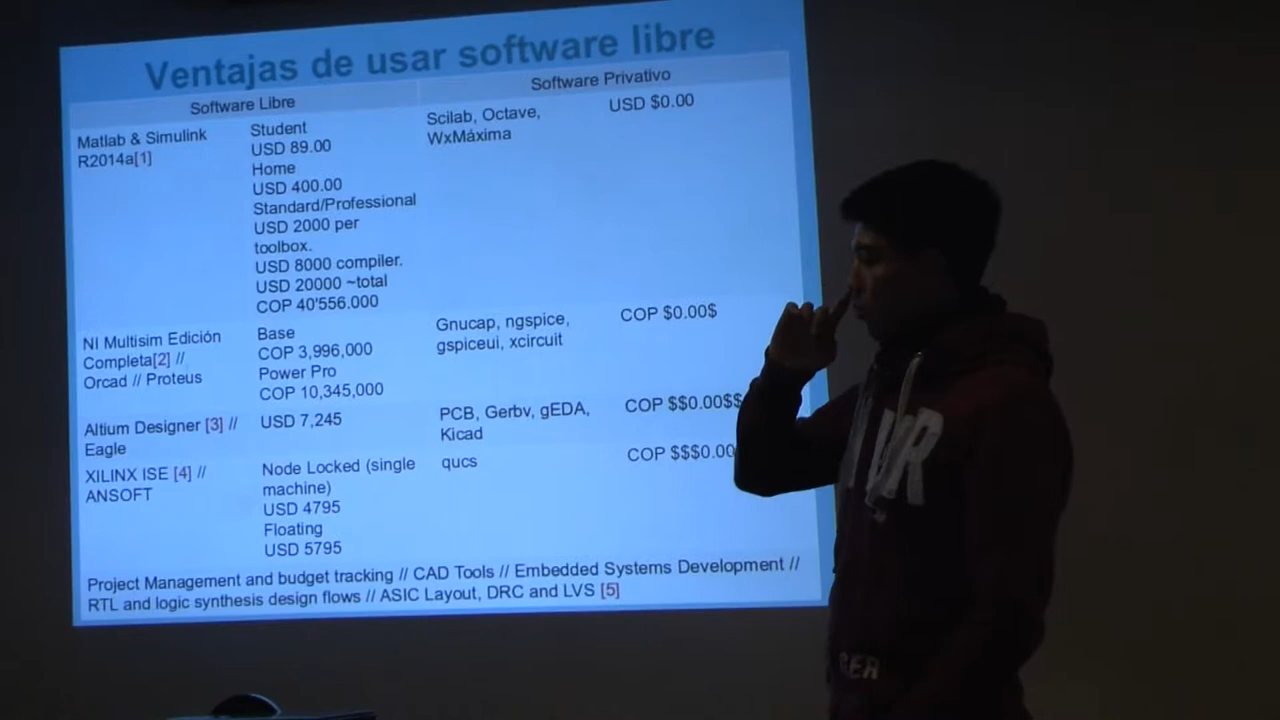 Ventajas de usar software libre
Software Libre
Software Privativo
Matlab & Simulink
R2014a[1]
Student
USD 89.00
Home
USD 400.00
Standard/Professional
USD 2000 per
toolbox.
USD 8000 compiler.
USD 20000 ~total
COP 40'556.000
Scilab, Octave,
WxMáxima
USD $0.00
NI Multisim Edición
Completa[2] //
Orcad // Proteus
Base
COP 3,996,000
Power Pro
COP 10,345,000
Gnucap, ngspice,
gspiceui, xcircuit
COP $0.00$
Altium Designer [3] //
Eagle
USD 7,245
PCB, Gerbv, gEDA,
Kicad
COP $$0.00$$
XILINX ISE [4] //
ANSOFT
Node Locked (single
machine)
USD 4795
Floating
USD 5795
qucs
COP $$$0.00
Project Management and budget tracking // CAD Tools // Embedded Systems Development //
RTL and logic synthesis design flows // ASIC Layout, DRC and LVS [5]